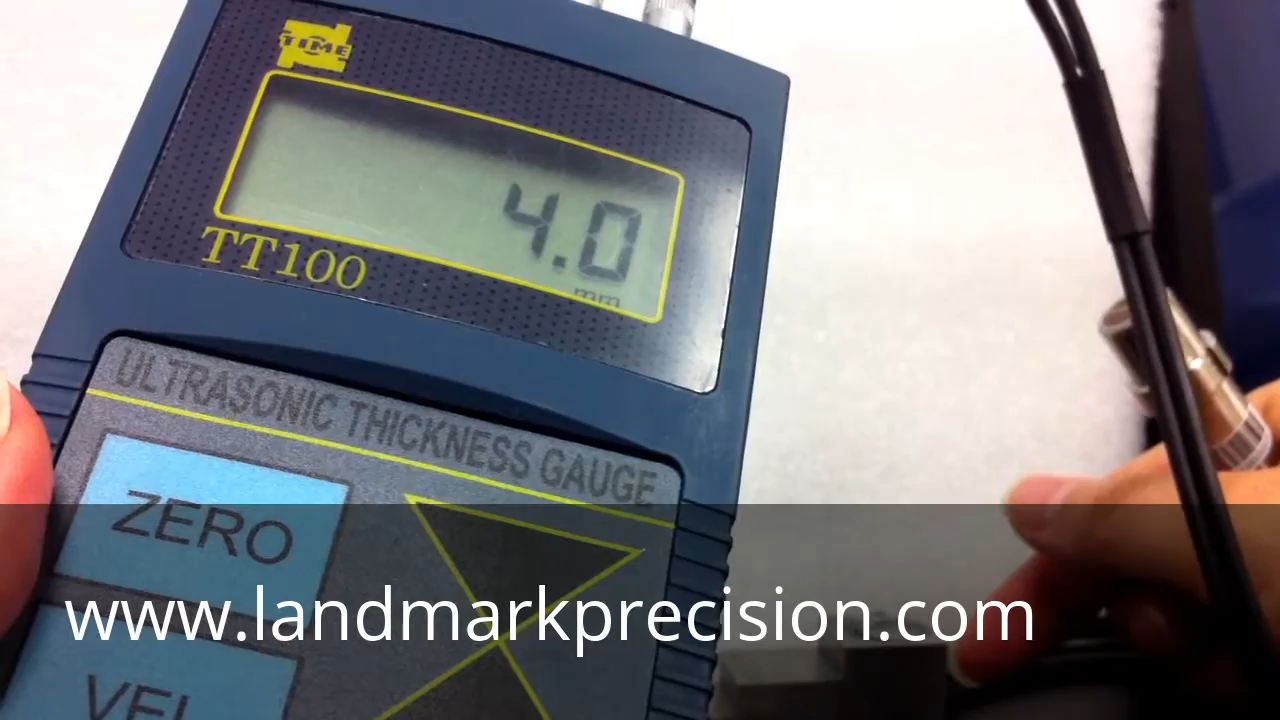 TIME
4.0
mm
TT100
ULTRASONIC THICKNESS GAUGE
ZERO
VEL
www.landmarkprecision.com